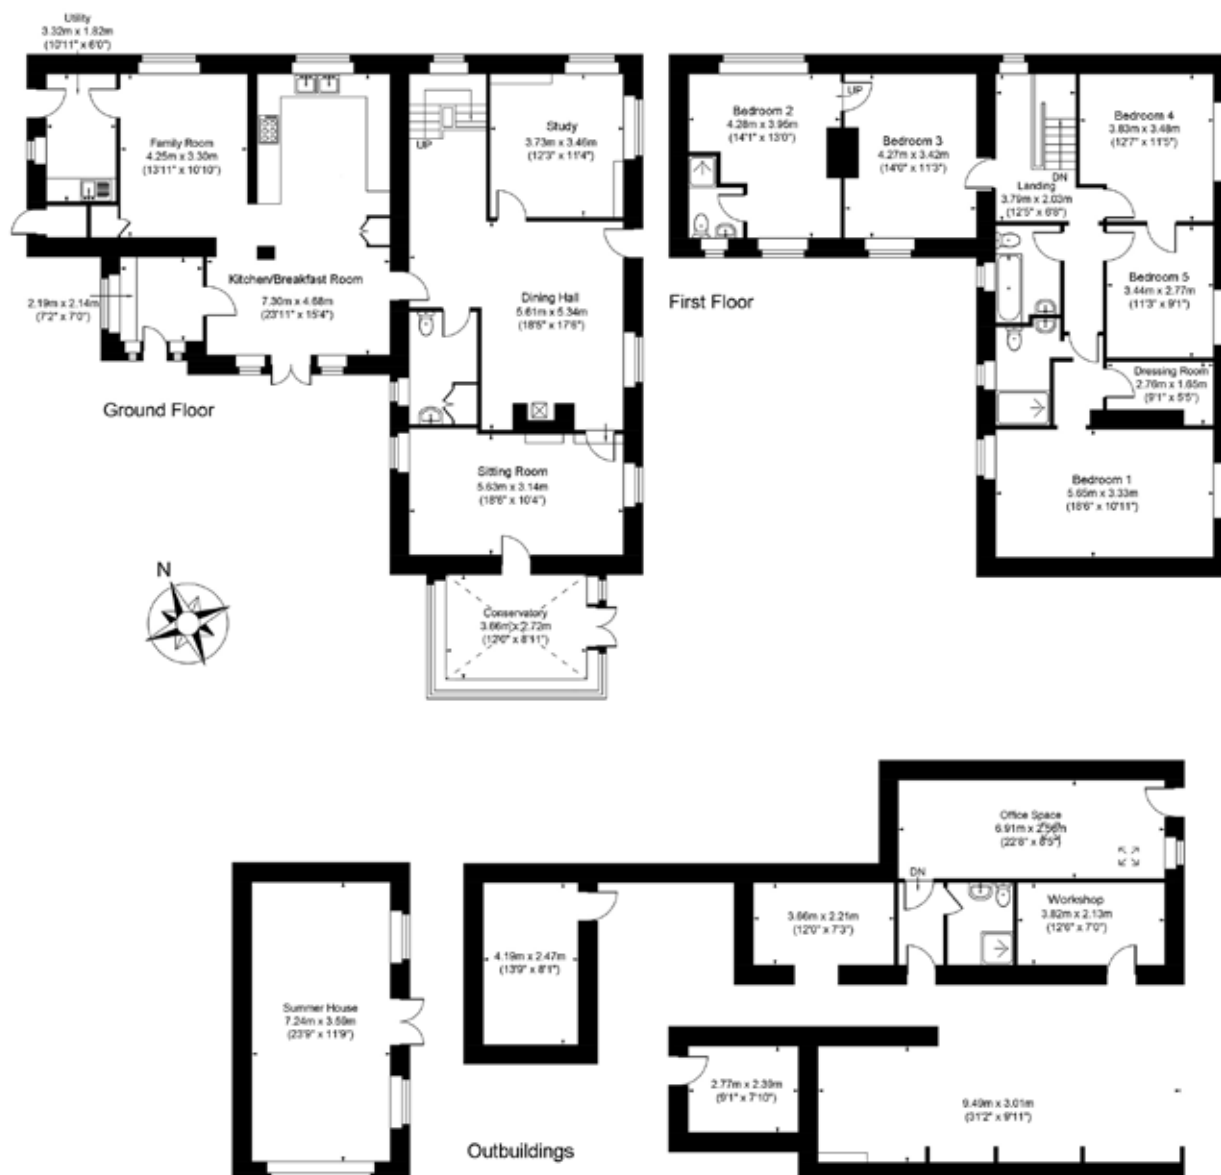 Utility
3.32m x 1.82m
(10'11" x 6'0")
Family Room
4.25m x 3.30m
(13'11" x 10'10")
UP
Study
3.73m x 3.46m
(12'3" x 11'4")
Kitchen/Breakfast Room
7.30m x 4.68m
(23'11" x 15'4")
2.19m x 2.14m
(7'2" x 7'0")
Dining Hall
5.61m x 5.34m
(18'5" x 17'6")
Ground Floor
Sitting Room
5.63m x 3.14m
(18'6" x 10'4")
N
Conservatory
3.66m x 2.72m
(12'0" x 8'11")
Bedroom 2
4.28m x 3.95m
(14'1" x 13'0")
UP
Bedroom 3
4.27m x 3.42m
(14'0" x 11'3")
Bedroom 4
3.83m x 3.48m
(12'7" x 11'5")
DN
Landing
3.79m x 2.03m
(12'5" x 6'8")
Bedroom 5
3.44m x 2.77m
(11'3" x 9'1")
First Floor
Dressing Room
2.76m x 1.65m
(9'1" x 5'5")
Bedroom 1
5.65m x 3.33m
(18'6" x 10'11")
Office Space
6.91m x 2.56m
(22'8" x 8'5")
DN
3.66m x 2.21m
(12'0" x 7'3")
Workshop
3.82m x 2.13m
(12'6" x 7'0")
4.19m x 2.47m
(13'9" x 8'1")
Summer House
7.24m x 3.59m
(23'9" x 11'9")
2.77m x 2.39m
(9'1" x 7'10")
9.49m x 3.01m
(31'2" x 9'11")
Outbuildings